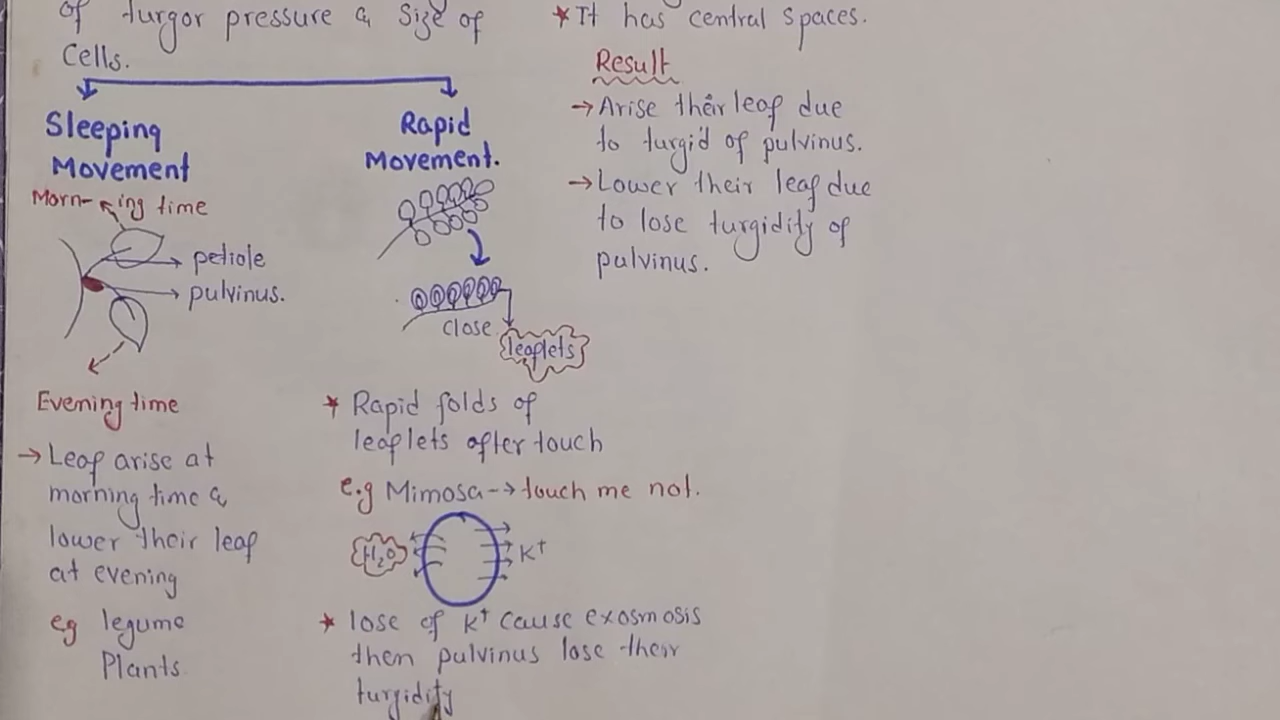 of turgor pressure & Size of
Cells.
Sleeping
Movement
Morn- ing time
petiole
pulvinus.
Evening time
→ Leaf arise at
morning time &
lower their leaf
at evening
eg legume
Plants
Rapid
Movement.
close
leaplets
* Rapid folds of
leaplets after touch
e.g Mimosa --> touch me not.
H₂O
K⁺
* lose of K⁺ cause exosmosis
then pulvinus lose their
turgidity
* It has central spaces.
Result
→ Arise their leaf due
to turgid of pulvinus.
→ Lower their leaf due
to lose turgidity of
pulvinus.